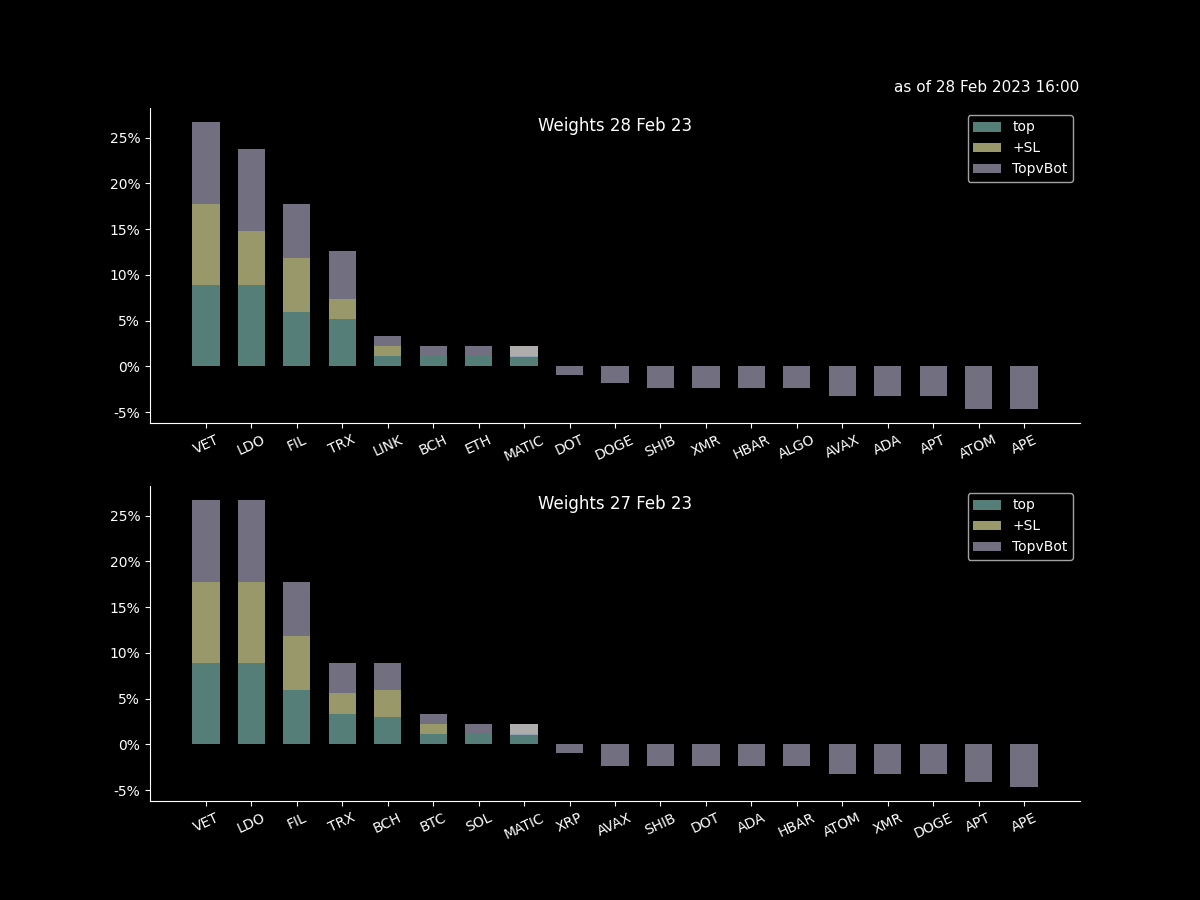 as of 28 Feb 2023 16:00
Weights 28 Feb 23
top
+SL
TopvBot
25%
20%
15%
10%
5%
0%
-5%
VET LDO FIL TRX LINK BCH ETH MATIC DOT DOGE SHIB XMR HBAR ALGO AVAX ADA APT ATOM APE
Weights 27 Feb 23
top
+SL
TopvBot
25%
20%
15%
10%
5%
0%
-5%
VET LDO FIL TRX BCH BTC SOL MATIC XRP AVAX SHIB DOT ADA HBAR ATOM XMR DOGE APT APE